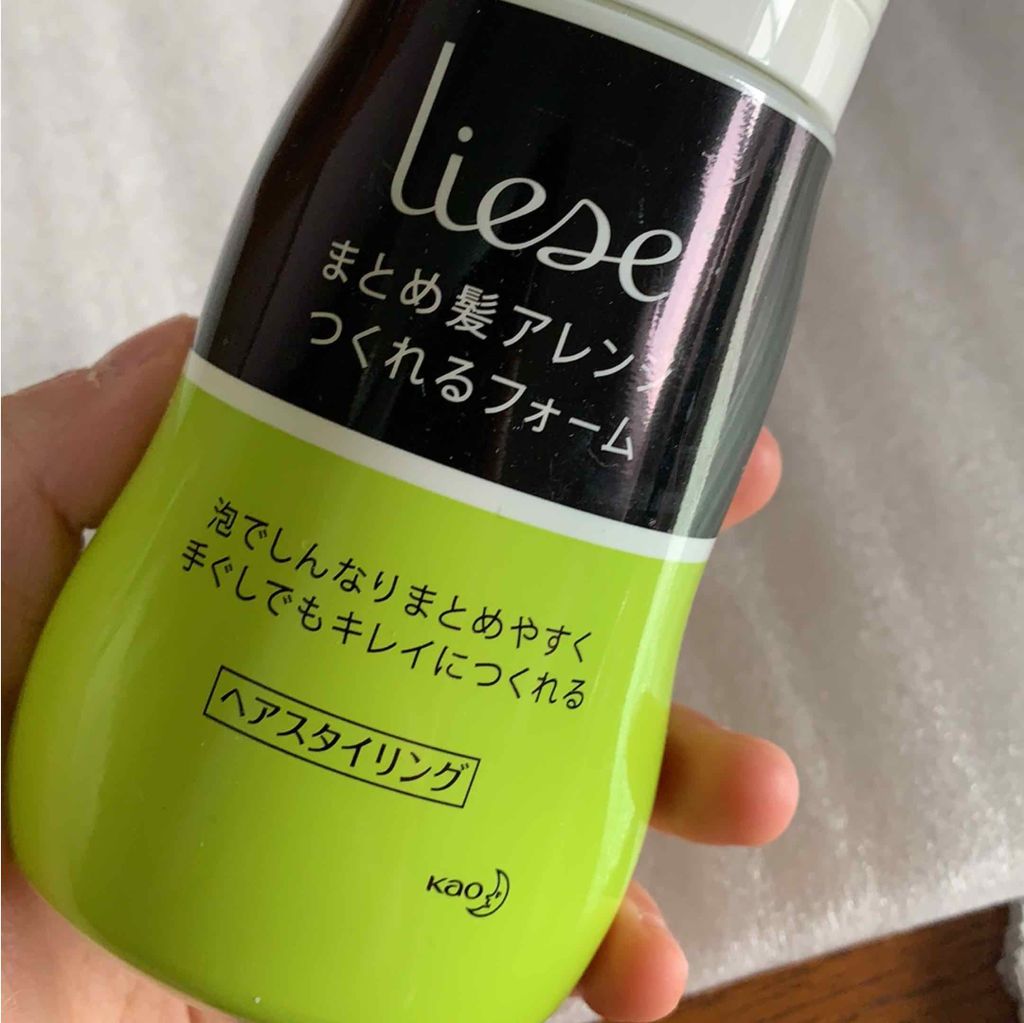 liese
まとめ髪アレンジ
つくれるフォーム
泡でしんなりまとめやすく
手ぐしでもキレイにつくれる
ヘアスタイリング
Kao